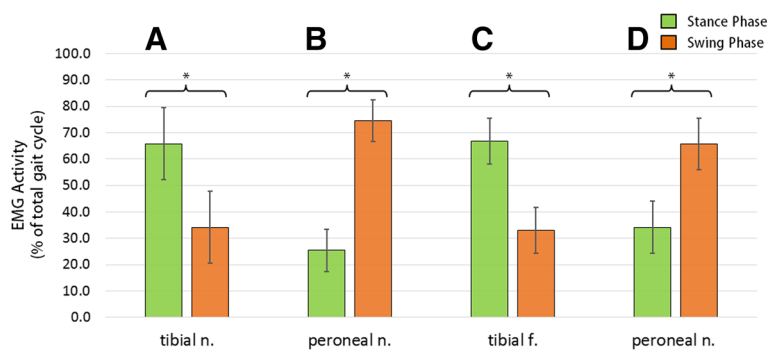 Stance Phase
Swing Phase
A B C D
* * * *
EMG Activity
(% of total gait cycle)
100.0
90.0
80.0
70.0
60.0
50.0
40.0
30.0
20.0
10.0
0.0
tibial n. peroneal n. tibial f. peroneal n.